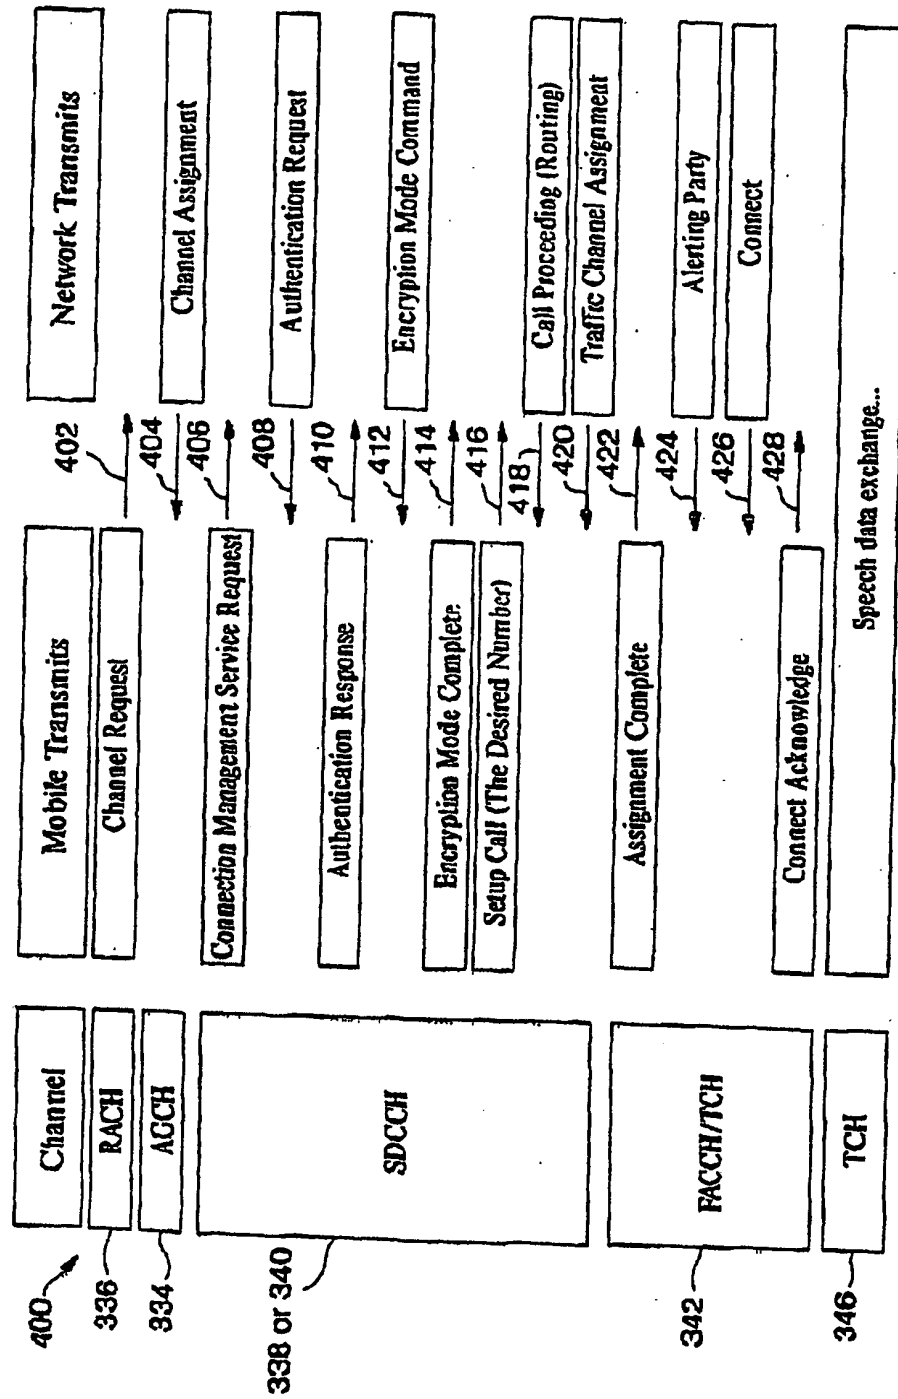 400
Channel
Mobile Transmits
Network Transmits
336
RACH
Channel Request
402
334
AGCH
404
Channel Assignment
338 or 340
SDCCH
Connection Management Service Request
406
408
Authentication Request
Authentication Response
410
412
Encryption Mode Command
Encryption Mode Complete
414
Setup Call (The Desired Number)
416
418
Call Proceeding (Routing)
420
Traffic Channel Assignment
342
FACCH/TCH
Assignment Complete
422
424
Alerting Party
426
Connect
Connect Acknowledge
428
346
TCH
Speech data exchange...